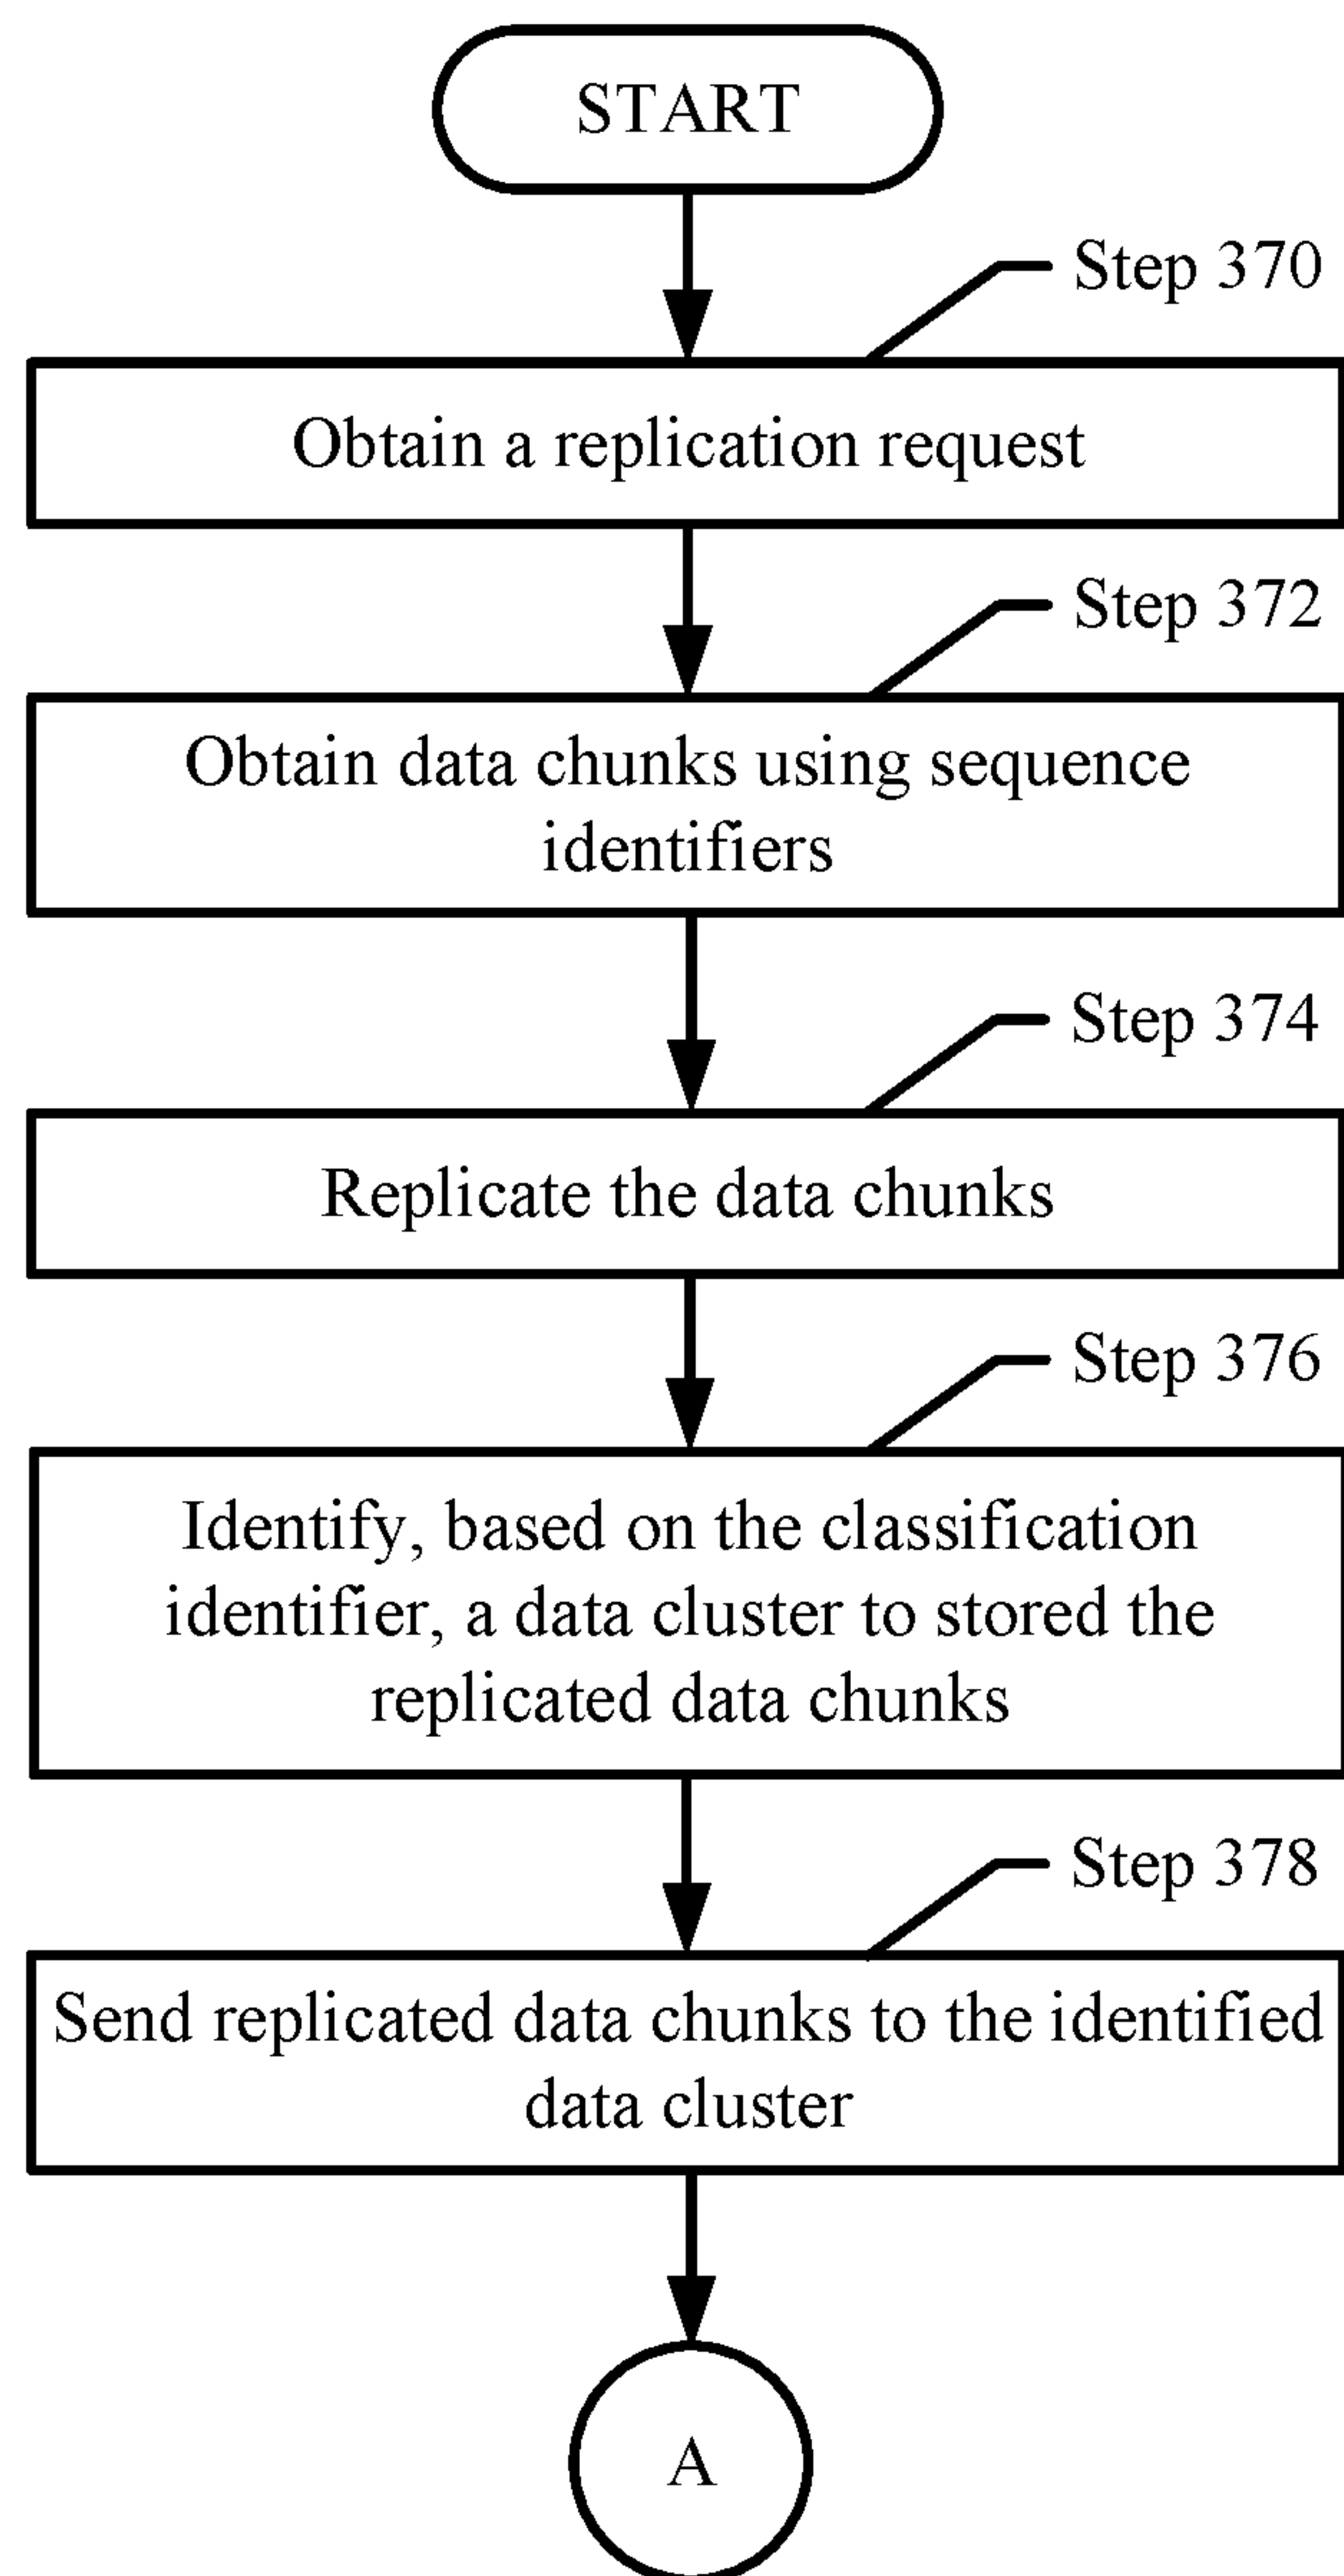 START
Step 370
Obtain a replication request
Step 372
Obtain data chunks using sequence
identifiers
Step 374
Replicate the data chunks
Step 376
Identify, based on the classification
identifier, a data cluster to stored the
replicated data chunks
Step 378
Send replicated data chunks to the identified
data cluster
A